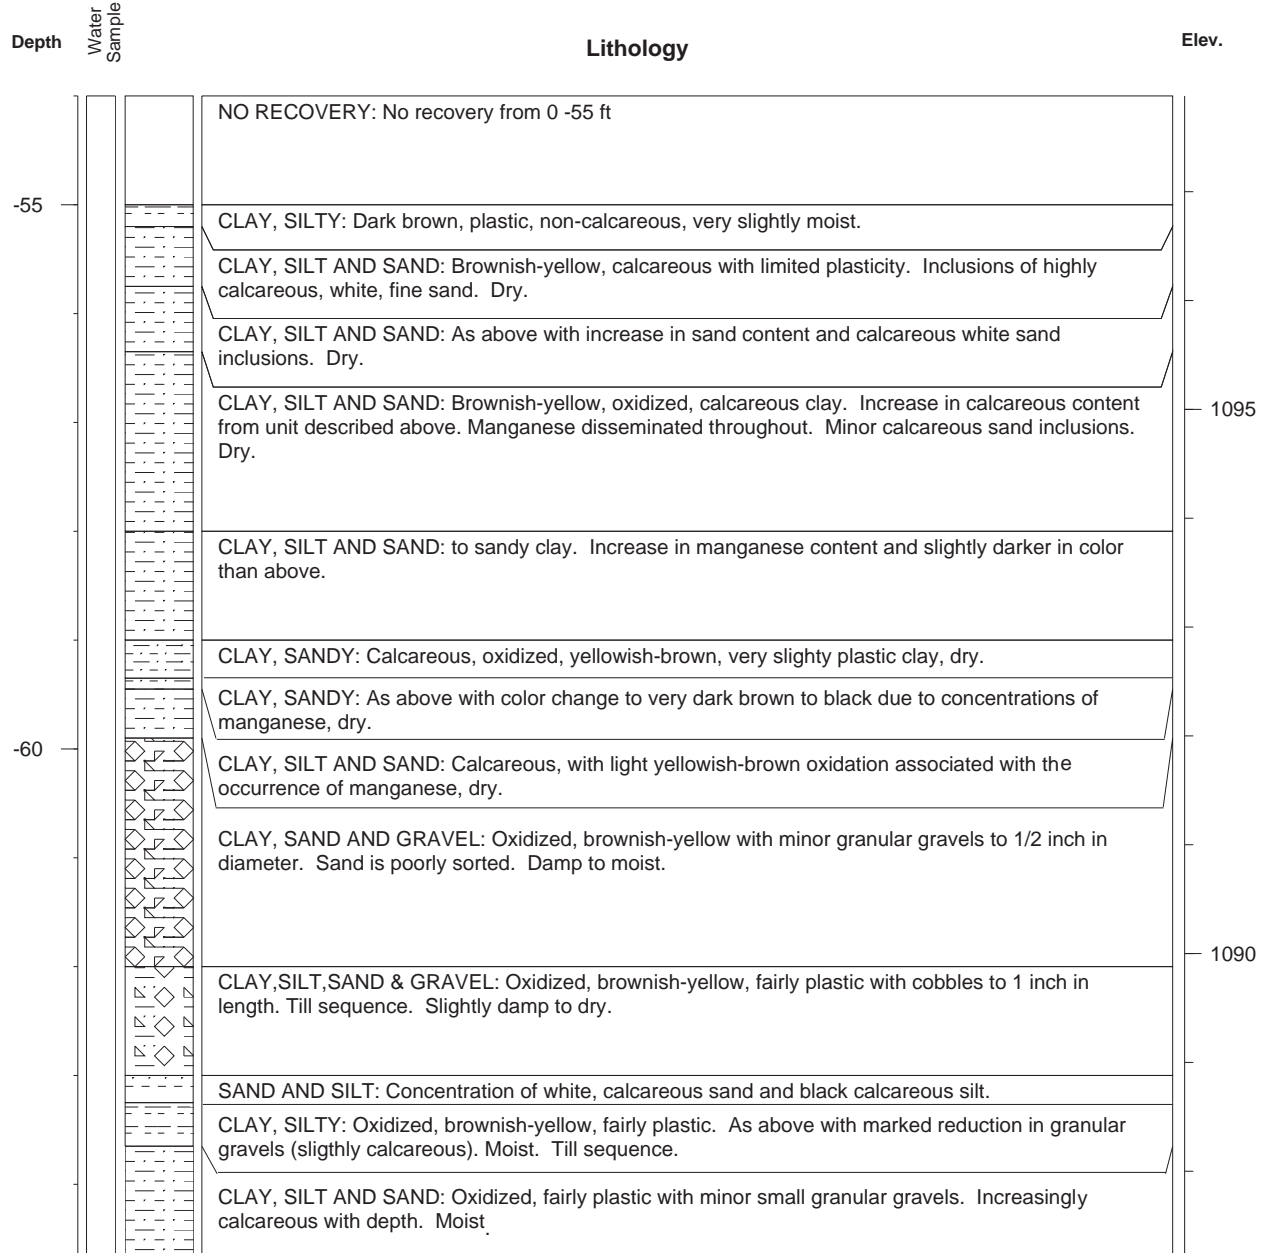 Depth
Water
Sample
Lithology
Elev.
NO RECOVERY: No recovery from 0 -55 ft
-55
CLAY, SILTY: Dark brown, plastic, non-calcareous, very slightly moist.
CLAY, SILT AND SAND: Brownish-yellow, calcareous with limited plasticity.  Inclusions of highly
calcareous, white, fine sand.  Dry.
CLAY, SILT AND SAND: As above with increase in sand content and calcareous white sand
inclusions.  Dry.
CLAY, SILT AND SAND: Brownish-yellow, oxidized, calcareous clay.  Increase in calcareous content
from unit described above. Manganese disseminated throughout.  Minor calcareous sand inclusions.
Dry.
1095
CLAY, SILT AND SAND: to sandy clay.  Increase in manganese content and slightly darker in color
than above.
CLAY, SANDY: Calcareous, oxidized, yellowish-brown, very slighty plastic clay, dry.
CLAY, SANDY: As above with color change to very dark brown to black due to concentrations of
manganese, dry.
-60
CLAY, SILT AND SAND: Calcareous, with light yellowish-brown oxidation associated with the
occurrence of manganese, dry.
CLAY, SAND AND GRAVEL: Oxidized, brownish-yellow with minor granular gravels to 1/2 inch in
diameter.  Sand is poorly sorted.  Damp to moist.
1090
CLAY,SILT,SAND & GRAVEL: Oxidized, brownish-yellow, fairly plastic with cobbles to 1 inch in
length. Till sequence.  Slightly damp to dry.
SAND AND SILT: Concentration of white, calcareous sand and black calcareous silt.
CLAY, SILTY: Oxidized, brownish-yellow, fairly plastic.  As above with marked reduction in granular
gravels (sligthly calcareous). Moist.  Till sequence.
CLAY, SILT AND SAND: Oxidized, fairly plastic with minor small granular gravels.  Increasingly
calcareous with depth.  Moist.